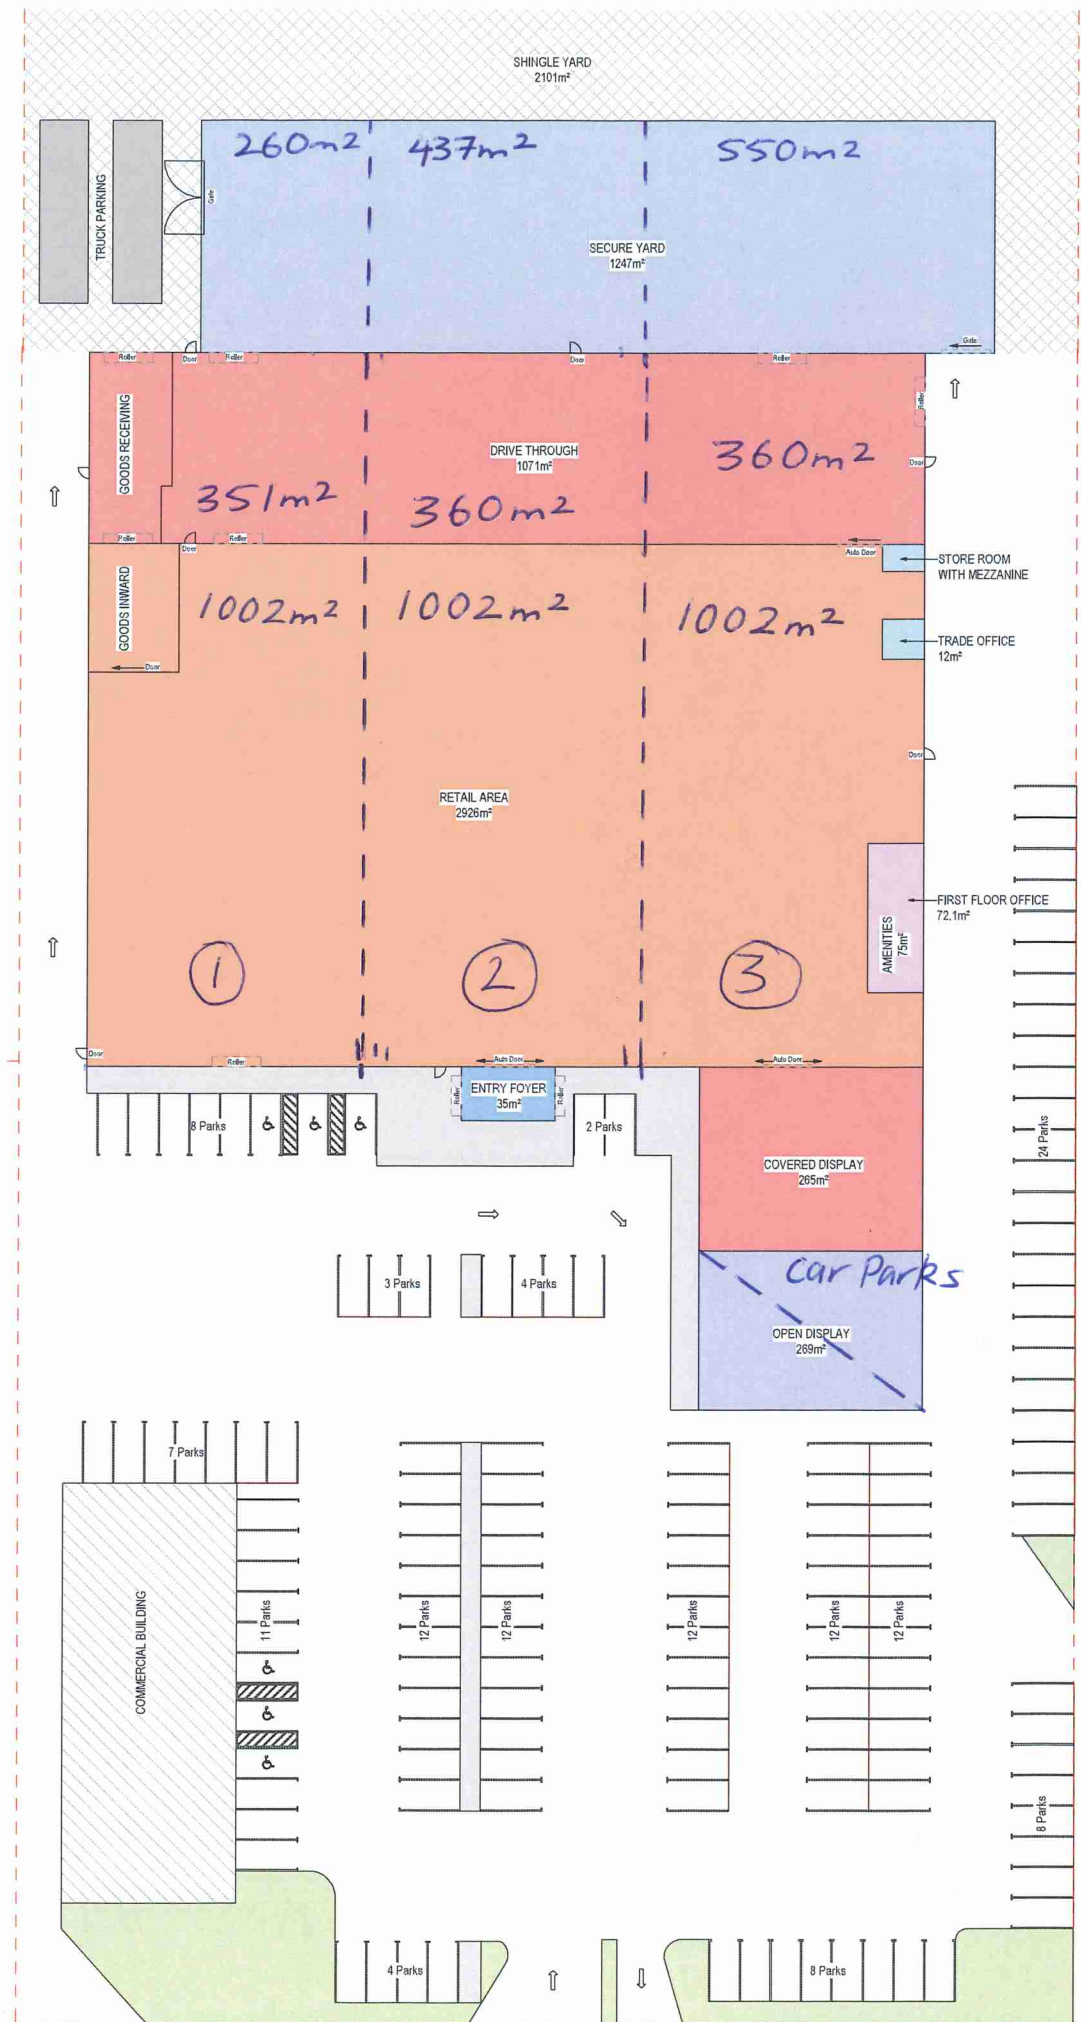 SHINGLE YARD
2101m²
260m2
437m2
550m2
TRUCK PARKING
Gate
SECURE YARD
1247m²
Gate
Roller
Door
Roller
Door
Roller
GOODS RECEIVING
DRIVE THROUGH
1071m²
360m2
Roller
Door
351m2
360m2
Roller
Door
Roller
Auto Door
STORE ROOM
WITH MEZZANINE
GOODS INWARD
1002m2
1002m2
1002m2
TRADE OFFICE
12m²
Door
Door
RETAIL AREA
2926m²
FIRST FLOOR OFFICE
72.1m²
AMENITIES
75m²
1
2
3
Door
Roller
Auto Door
Auto Door
ENTRY FOYER
35m²
Roller
Roller
8 Parks
2 Parks
24 Parks
COVERED DISPLAY
265m²
3 Parks
4 Parks
Car Parks
OPEN DISPLAY
269m²
7 Parks
COMMERCIAL BUILDING
11 Parks
12 Parks
12 Parks
12 Parks
12 Parks
12 Parks
8 Parks
4 Parks
8 Parks